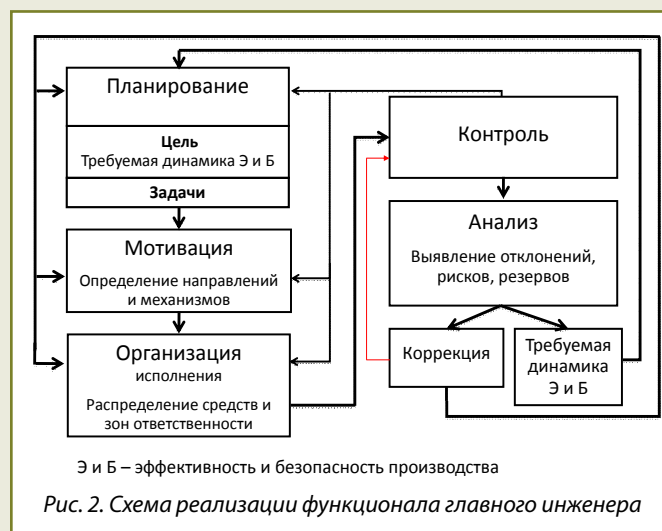 Планирование
Цель
Требуемая динамика Э и Б
Задачи
Мотивация
Определение направлений
и механизмов
Организация
исполнения
Распределение средств и
зон ответственности
Контроль
Анализ
Выявление отклонений,
рисков, резервов
Коррекция
Требуемая
динамика
Э и Б
Э и Б – эффективность и безопасность производства
Рис. 2. Схема реализации функционала главного инженера